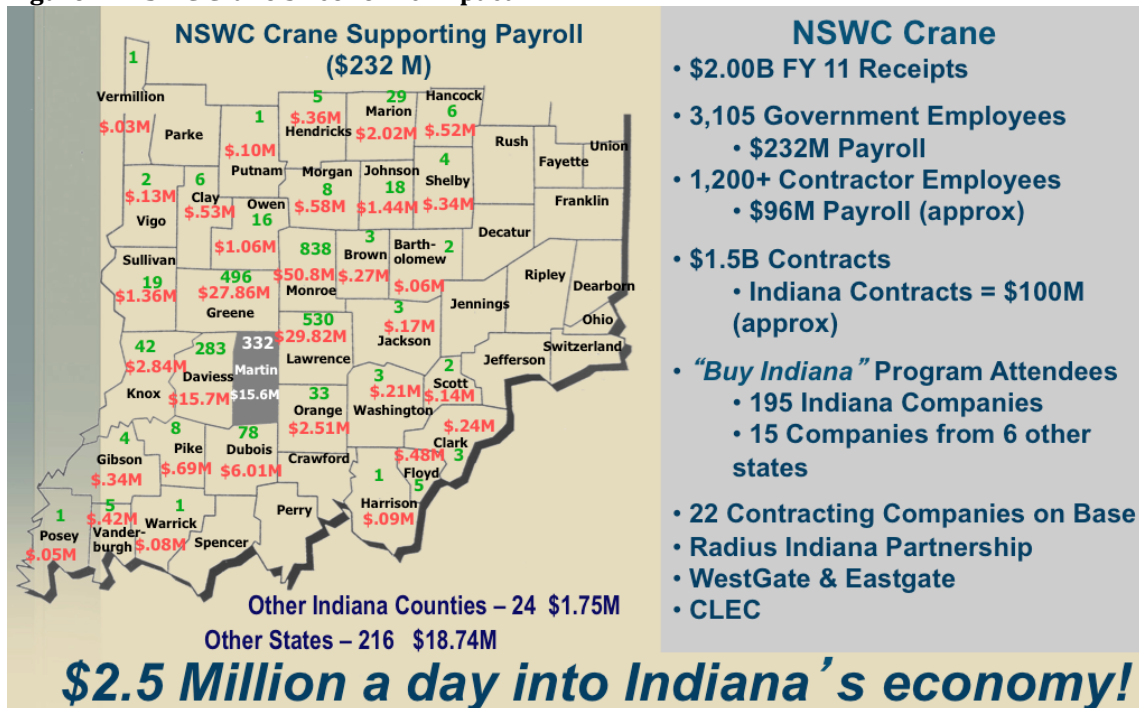 NSWC Crane Supporting Payroll
($232 M)
1
Vermillion
$.03M
Parke
1
$.10M
Putnam
5
$.36M
Hendricks
29
Marion
$2.02M
Hancock
6
$.52M
Rush
Fayette
Union
2
$.13M
Vigo
6
Clay
$.53M
Owen
16
$1.06M
Morgan
8
$.58M
Johnson
18
$1.44M
4
Shelby
$.34M
Franklin
Decatur
Sullivan
19
$1.36M
496
$27.86M
Greene
838
$50.8M
Monroe
3
Brown
$.27M
Barth-
olomew
2
$.06M
Jennings
Ripley
Dearborn
Ohio
Switzerland
Jefferson
530
$29.82M
Lawrence
3
$.17M
Jackson
42
$2.84M
Knox
283
Daviess
$15.7M
332
Martin
$15.6M
33
Orange
$2.51M
3
$.21M
Washington
2
Scott
$.14M
$.24M
Clark
3
4
Gibson
$.34M
8
Pike
$.69M
78
Dubois
$6.01M
Crawford
1
Harrison
$.09M
$.48M
Floyd
5
1
Posey
$.05M
5
$.42M
Vander-
burgh
1
Warrick
$.08M
Spencer
Perry
Other Indiana Counties – 24 $1.75M
Other States – 216 $18.74M
NSWC Crane
• $2.00B FY 11 Receipts
• 3,105 Government Employees
• $232M Payroll
• 1,200+ Contractor Employees
• $96M Payroll (approx)
• $1.5B Contracts
• Indiana Contracts = $100M
(approx)
• “Buy Indiana” Program Attendees
• 195 Indiana Companies
• 15 Companies from 6 other
states
• 22 Contracting Companies on Base
• Radius Indiana Partnership
• WestGate & Eastgate
• CLEC
$2.5 Million a day into Indiana’s economy!